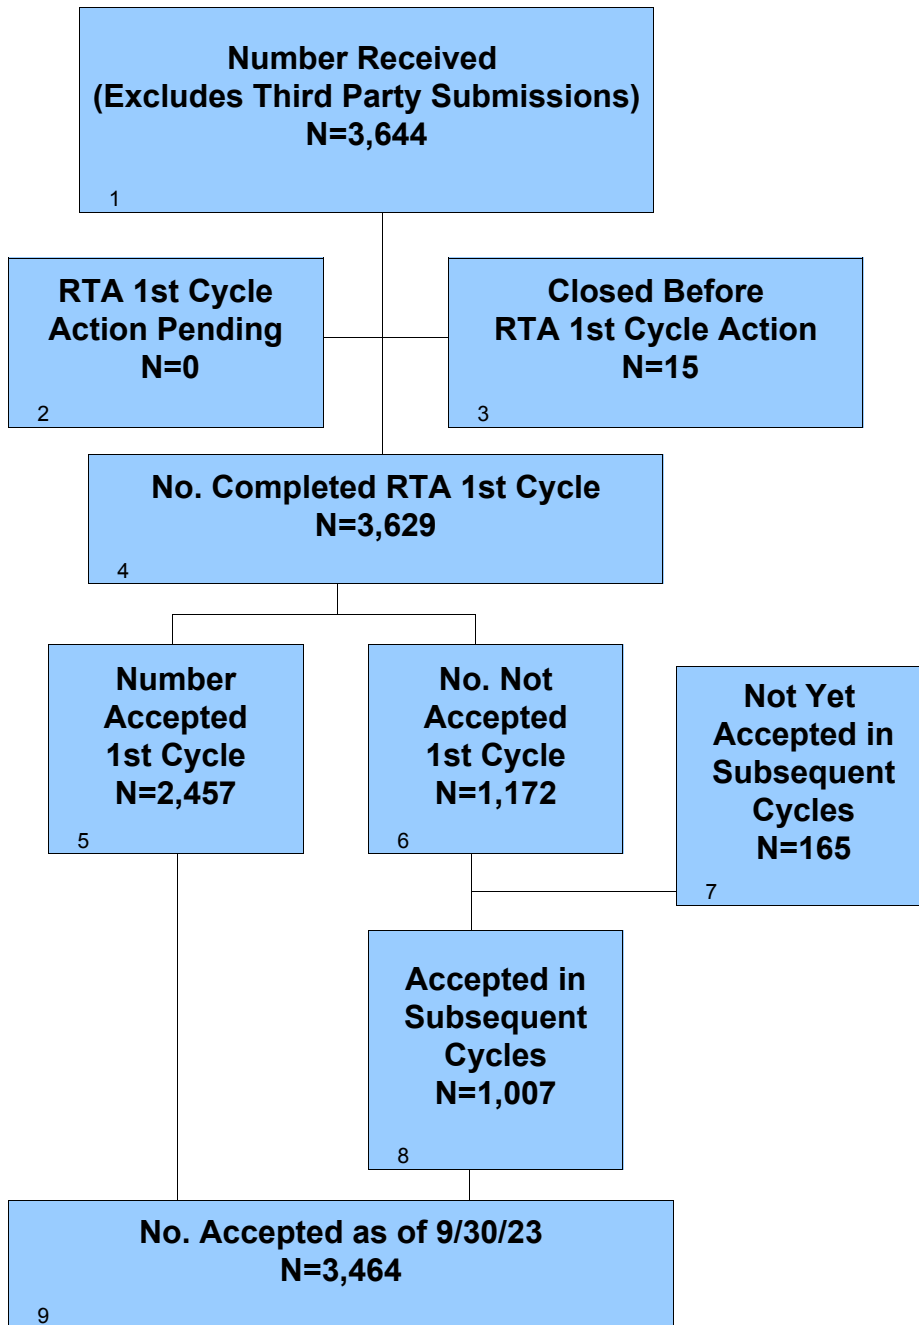 Number Received
(Excludes Third Party Submissions)
N=3,644
1
RTA 1st Cycle
Action Pending
N=0
2
Closed Before
RTA 1st Cycle Action
N=15
3
No. Completed RTA 1st Cycle
N=3,629
4
Number
Accepted
1st Cycle
N=2,457
5
No. Not
Accepted
1st Cycle
N=1,172
6
Not Yet
Accepted in
Subsequent
Cycles
N=165
7
Accepted in
Subsequent
Cycles
N=1,007
8
No. Accepted as of 9/30/23
N=3,464
9